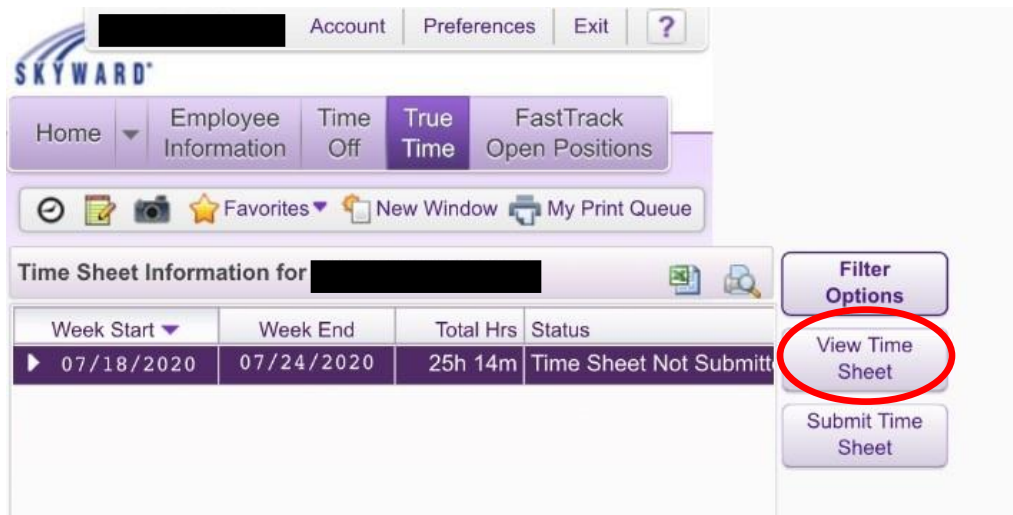 Account Preferences Exit ?
SKYWARD
Home Employee Information Time Off True Time FastTrack Open Positions
Favorites New Window My Print Queue
Time Sheet Information for
Filter Options
Week Start Week End Total Hrs Status
View Time Sheet
07/18/2020 07/24/2020 25h 14m Time Sheet Not Submitt
Submit Time Sheet